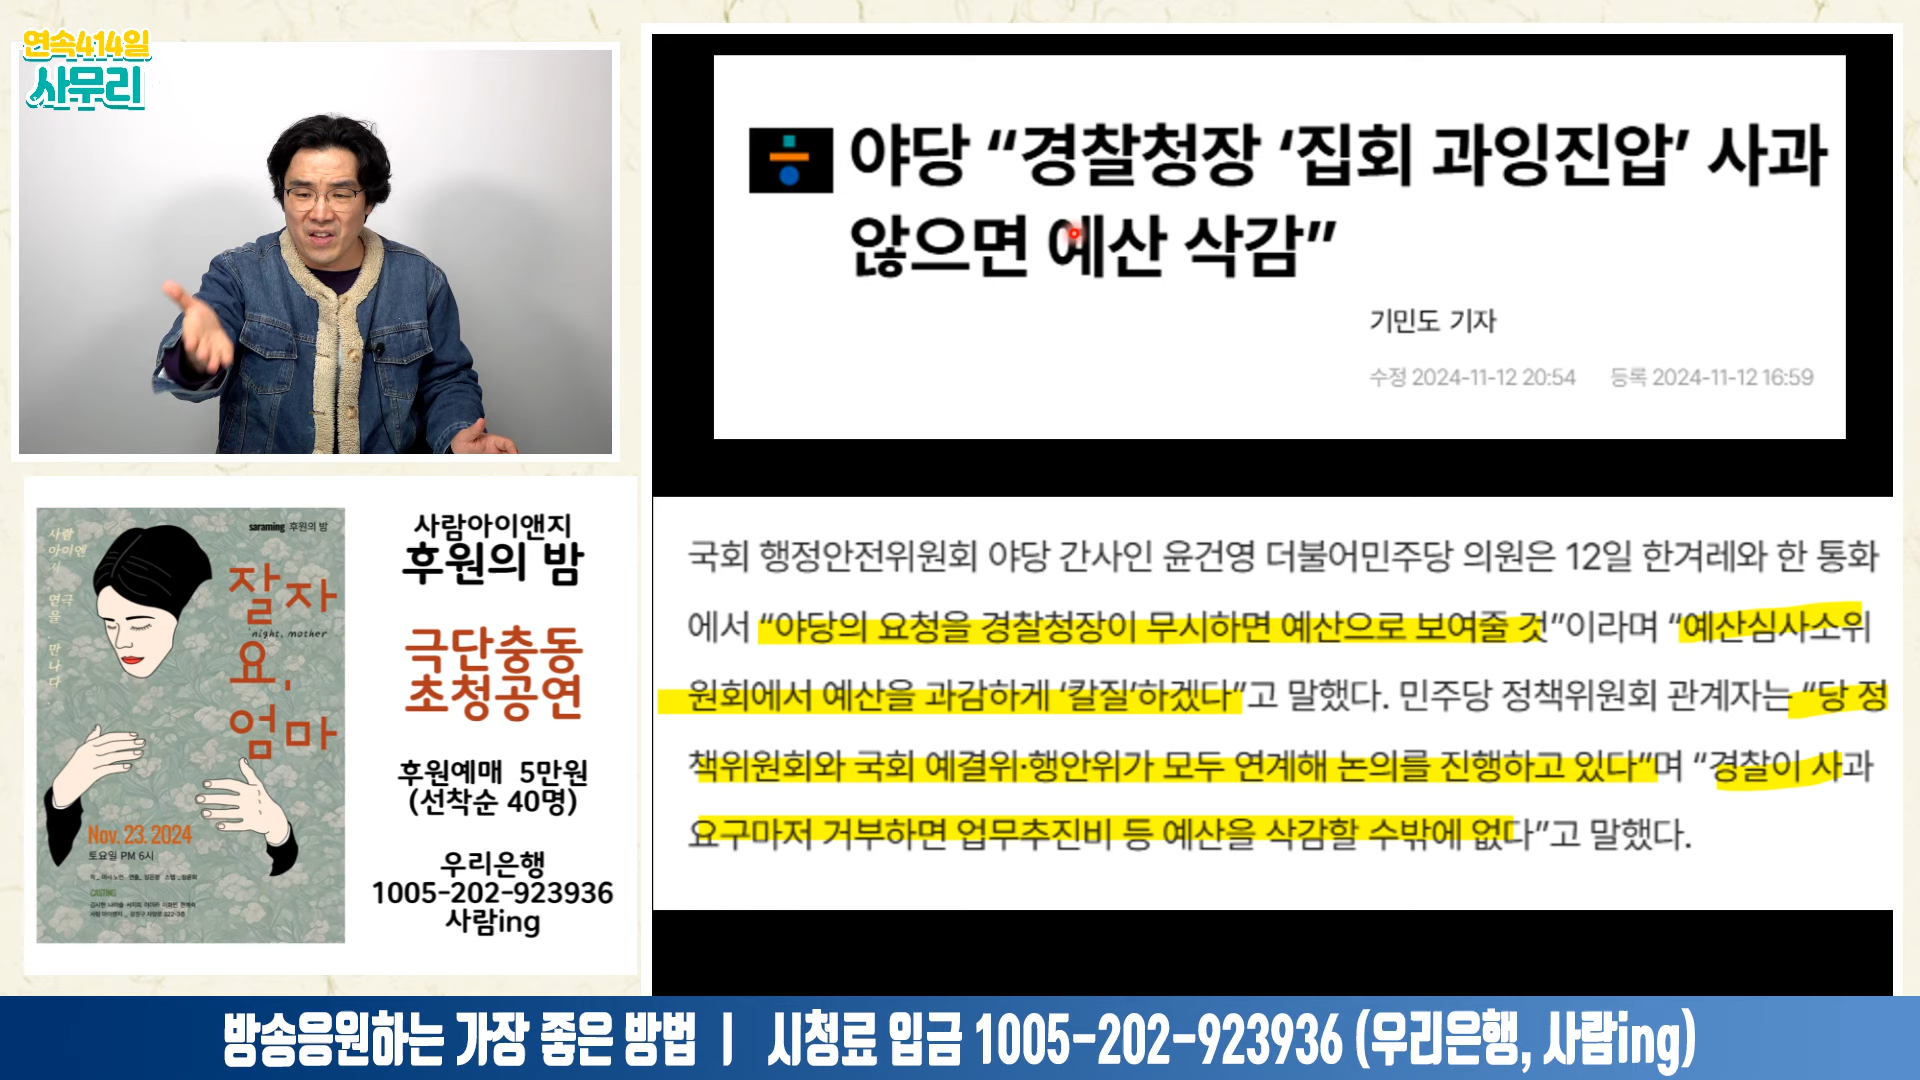 연속414일
사무리
야당 “경찰청장 ‘집회 과잉진압’ 사과
않으면 예산 삭감”
기민도 기자
수정 2024-11-12 20:54 등록 2024-11-12 16:59
국회 행정안전위원회 야당 간사인 윤건영 더불어민주당 의원은 12일 한겨레와 한 통화
에서 “야당의 요청을 경찰청장이 무시하면 예산으로 보여줄 것”이라며 “예산심사소위
원회에서 예산을 과감하게 ‘칼질’하겠다”고 말했다. 민주당 정책위원회 관계자는 “당 정
책위원회와 국회 예결위·행안위가 모두 연계해 논의를 진행하고 있다”며 “경찰이 사과
요구마저 거부하면 업무추진비 등 예산을 삭감할 수밖에 없다”고 말했다.
사람
아이엔
지
연극
을
만
나
다
saraming 후원의 밤
잘자
'night, mother
요,
엄마
Nov. 23. 2024
토요일 PM 6시
CASTING
사람아이앤지
후원의 밤
극단충동
초청공연
후원예매 5만원
(선착순 40명)
우리은행
1005-202-923936
사람ing
방송응원하는 가장 좋은 방법 ㅣ 시청료 입금 1005-202-923936 (우리은행, 사람ing)